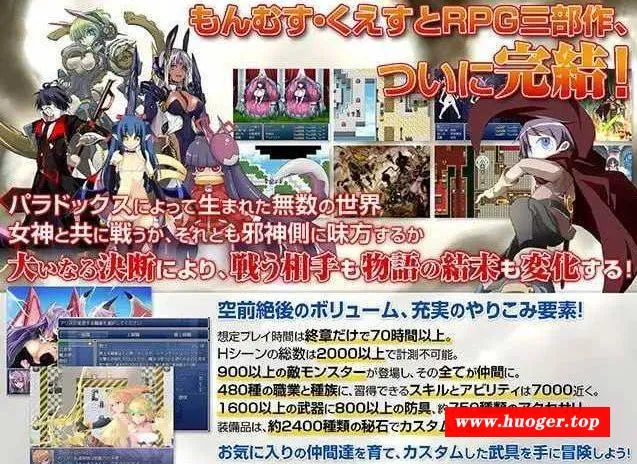 もんむす・くえすとRPG三部作、
ついに完結！
パラドックスによって生まれた無数の世界
女神と共に戦うか、それとも邪神側に味方するか
大いなる決断により、戦う相手も物語の結末も変化する！
空前絶後のボリューム、充実のやりこみ要素！
想定プレイ時間は終章だけで70時間以上。
Hシーンの総数は2000以上で計測不可能。
900以上の敵モンスターが登場し、その全てが仲間に。
480種の職業と種族に、習得できるスキルとアビリティは7000近く。
1600以上の武器に800以上の防具、約750種類のアクセサリ
装備品は、約2400種類の秘石でカスタ
www.huoger.top
お気に入りの仲間達を育て、カスタムした武具を手に冒険しよう！